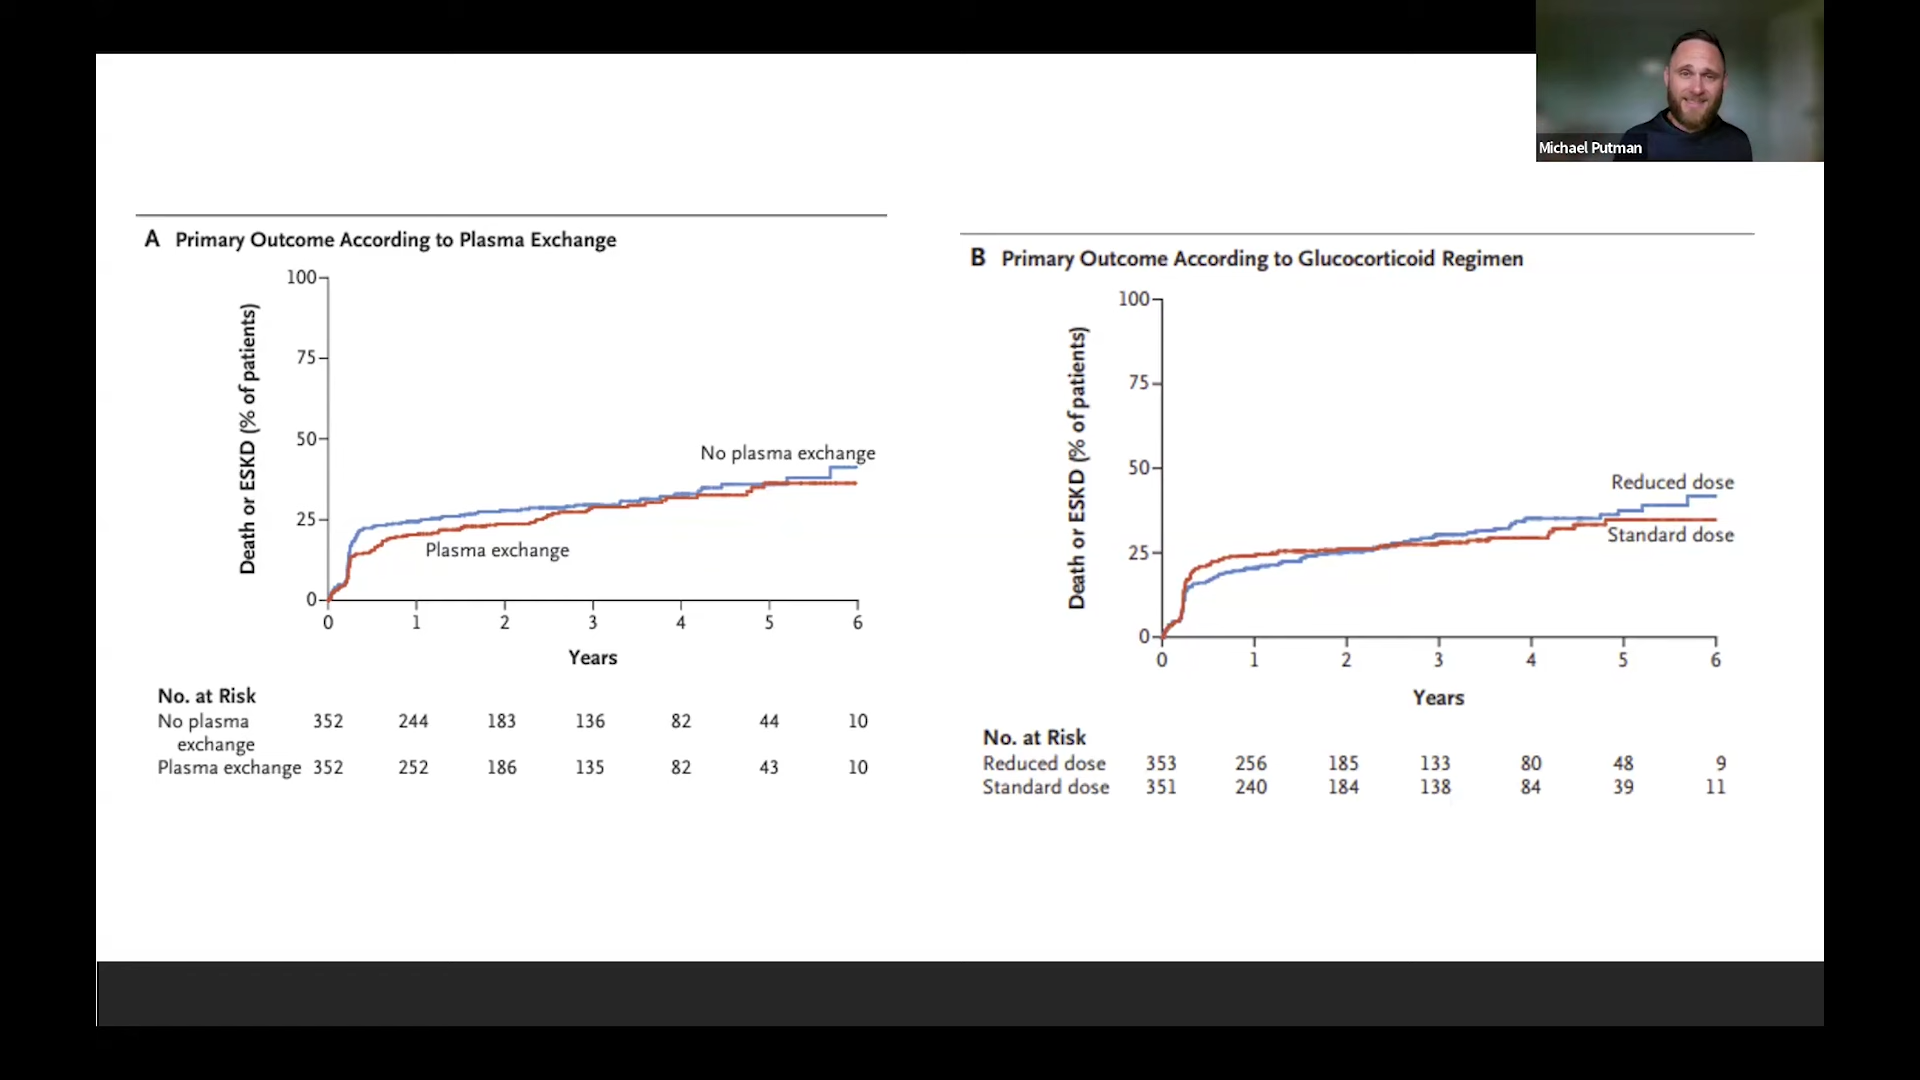 Michael Putman
A Primary Outcome According to Plasma Exchange
Death or ESKD (% of patients)
100
75
50
25
0
No plasma exchange
Plasma exchange
0 1 2 3 4 5 6
Years
No. at Risk
No plasma
exchange
352 244 183 136 82 44 10
Plasma exchange 352 252 186 135 82 43 10
B Primary Outcome According to Glucocorticoid Regimen
Death or ESKD (% of patients)
100
75
50
25
0
Reduced dose
Standard dose
0 1 2 3 4 5 6
Years
No. at Risk
Reduced dose 353 256 185 133 80 48 9
Standard dose 351 240 184 138 84 39 11